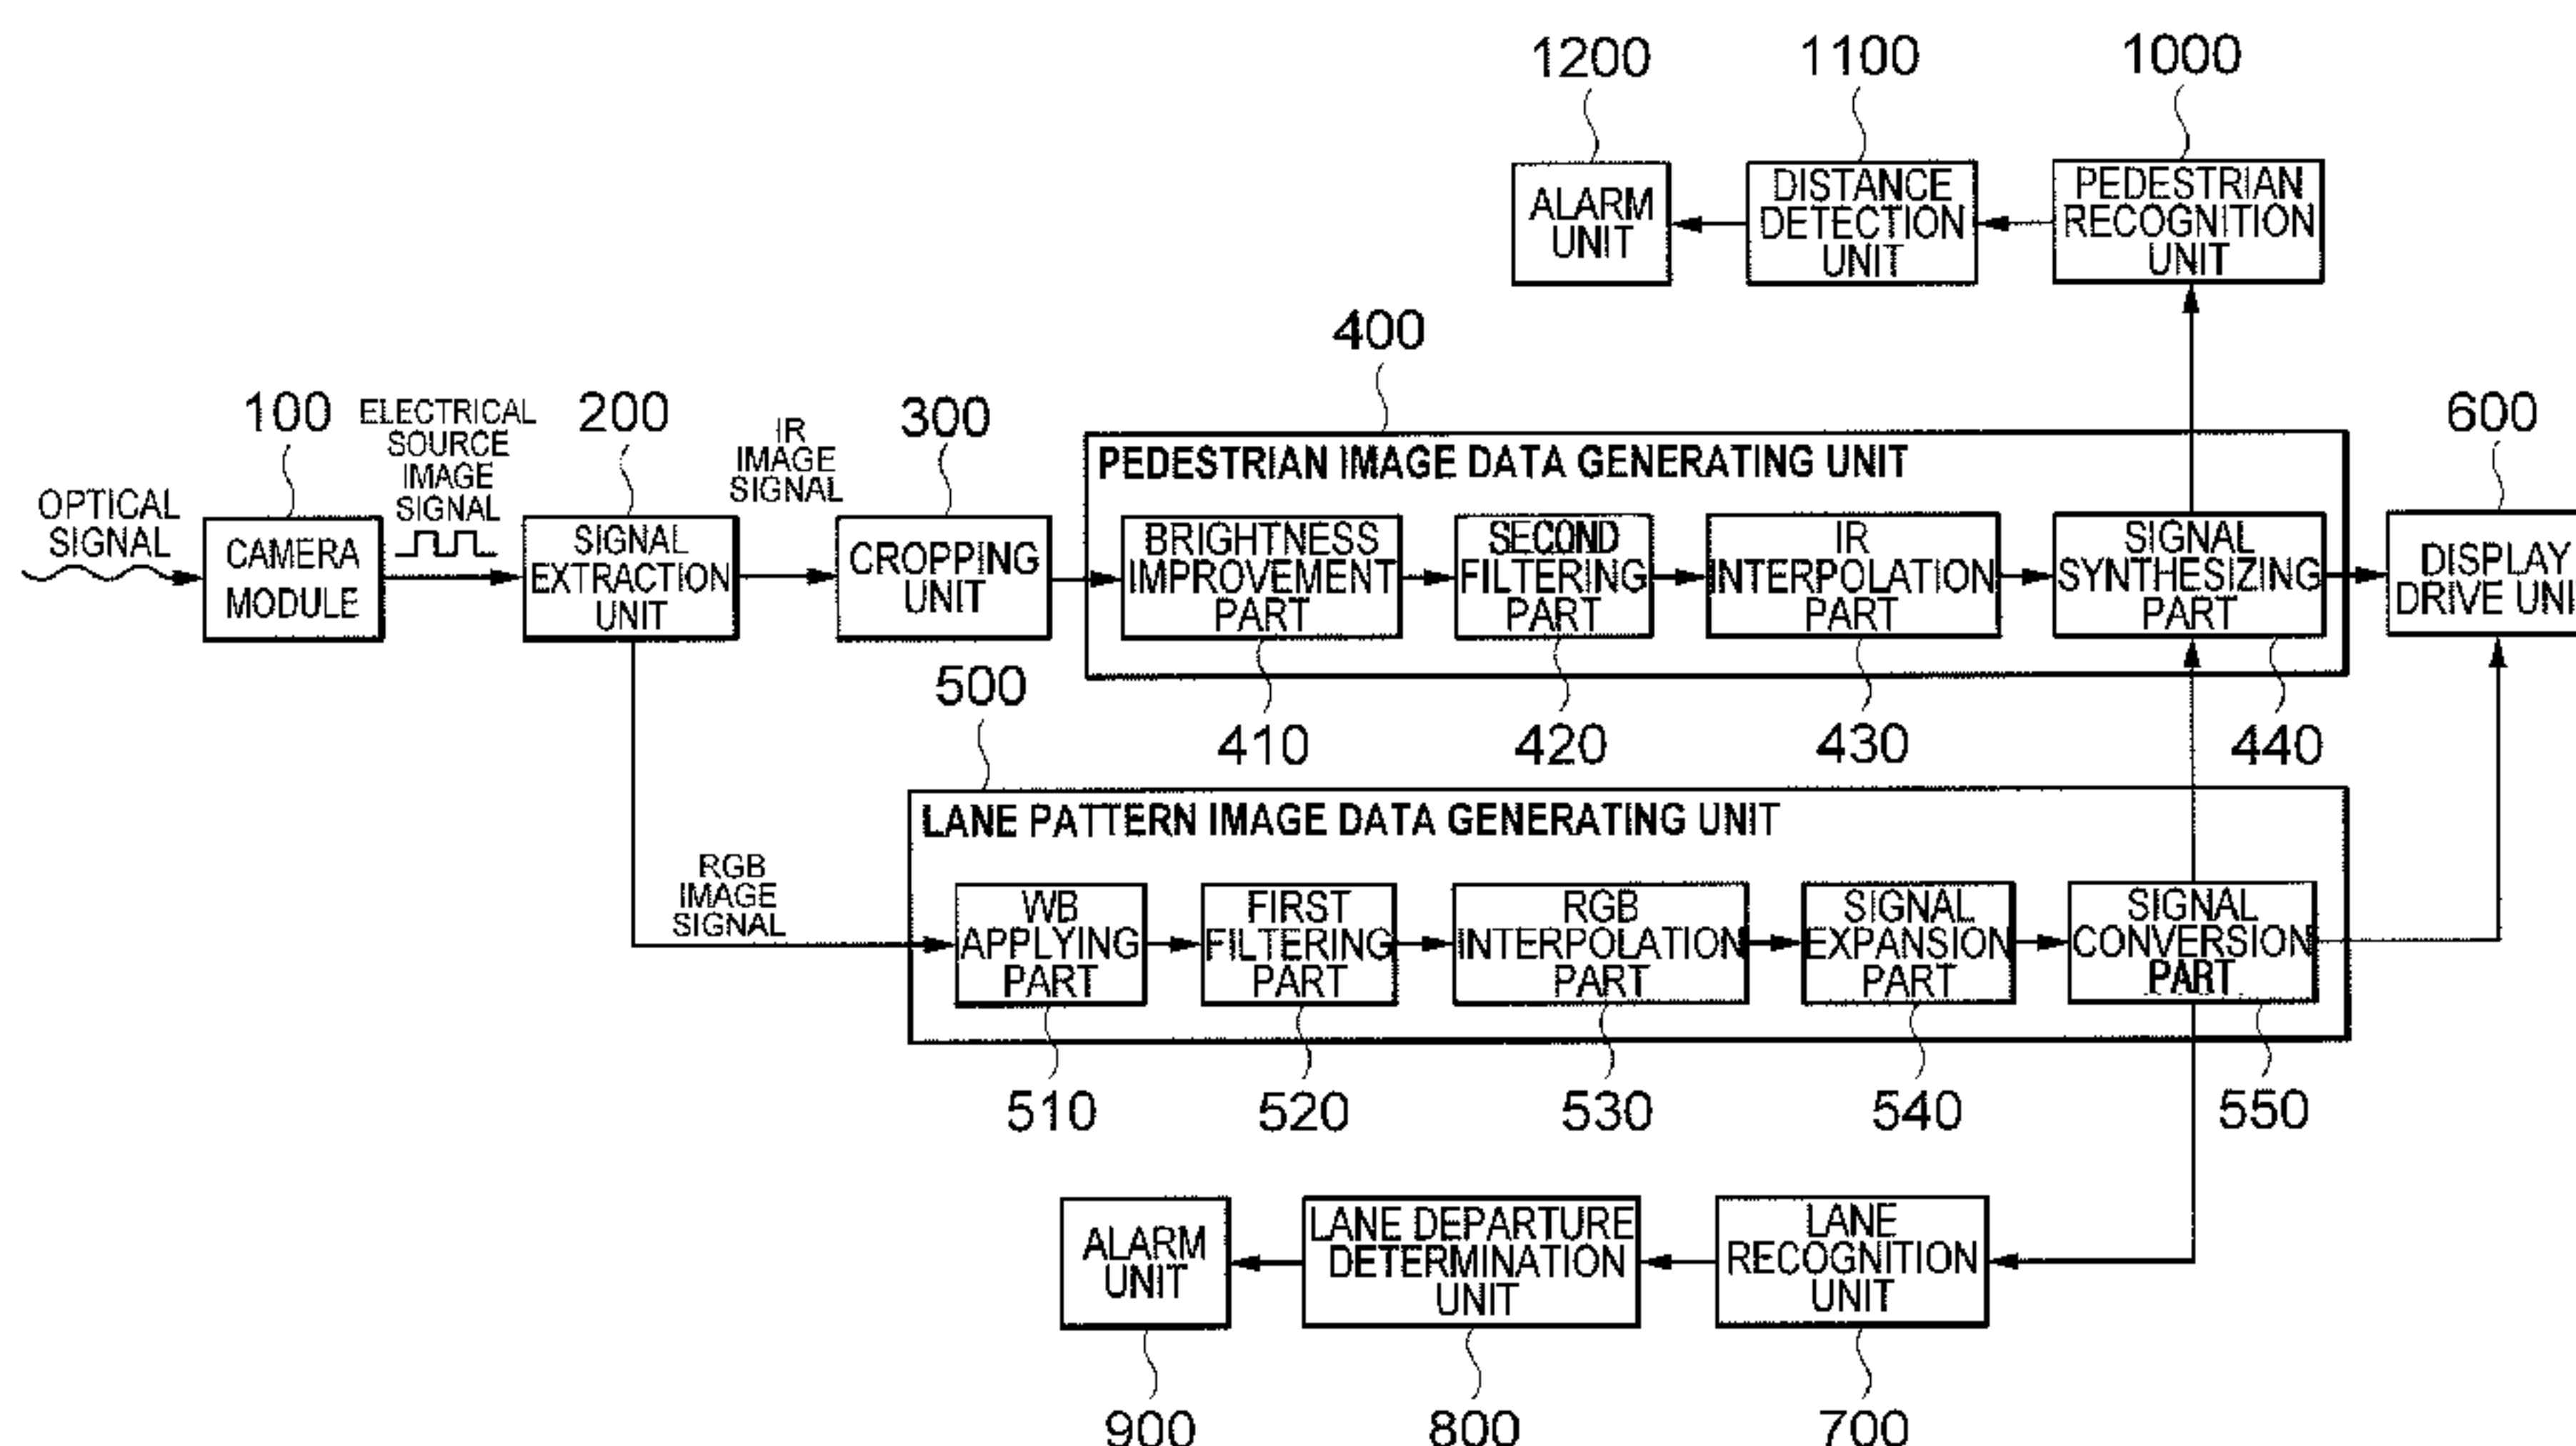 1200
1100
1000
ALARM
UNIT
DISTANCE
DETECTION
UNIT
PEDESTRIAN
RECOGNITION
UNIT
400
100
ELECTRICAL
SOURCE
IMAGE
SIGNAL
200
IR
IMAGE
SIGNAL
300
600
PEDESTRIAN IMAGE DATA GENERATING UNIT
OPTICAL
SIGNAL
CAMERA
MODULE
SIGNAL
EXTRACTION
UNIT
CROPPING
UNIT
BRIGHTNESS
IMPROVEMENT
PART
SECOND
FILTERING
PART
IR
INTERPOLATION
PART
SIGNAL
SYNTHESIZING
PART
DISPLAY
DRIVE UNI
500
410
420
430
440
LANE PATTERN IMAGE DATA GENERATING UNIT
RGB
IMAGE
SIGNAL
WB
APPLYING
PART
FIRST
FILTERING
PART
RGB
INTERPOLATION
PART
SIGNAL
EXPANSION
PART
SIGNAL
CONVERSION
PART
510
520
530
540
550
ALARM
UNIT
LANE DEPARTURE
DETERMINATION
UNIT
LANE
RECOGNITION
UNIT
900
800
700